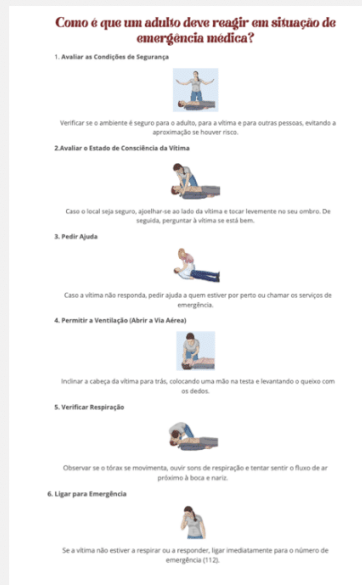 Como é que um adulto deve reagir em situação de
emergência médica?
1. Avaliar as Condições de Segurança
Verificar se o ambiente é seguro para o adulto, para a vítima e para outras pessoas, evitando a
aproximação se houver risco.
2.Avaliar o Estado de Consciência da Vítima
Caso o local seja seguro, ajoelhar-se ao lado da vítima e tocar levemente no seu ombro. De
seguida, perguntar à vítima se está bem.
3. Pedir Ajuda
Caso a vítima não responda, pedir ajuda a quem estiver por perto ou chamar os serviços de
emergência.
4. Permitir a Ventilação (Abrir a Via Aérea)
Inclinar a cabeça da vítima para trás, colocando uma mão na testa e levantando o queixo com
os dedos.
5. Verificar Respiração
Observar se o tórax se movimenta, ouvir sons de respiração e tentar sentir o fluxo de ar
próximo à boca e nariz.
6. Ligar para Emergência
Se a vítima não estiver a respirar ou a responder, ligar imediatamente para o número de
emergência (112).